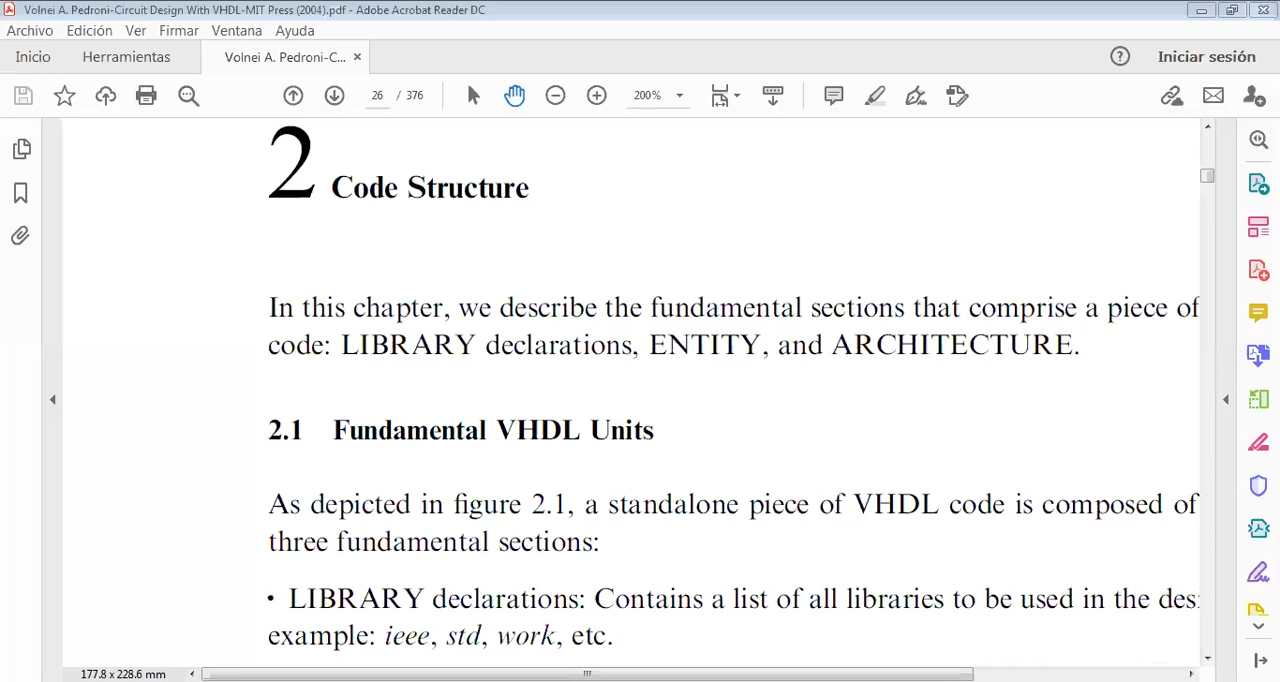 Volnei A. Pedroni-Circuit Design With VHDL-MIT Press (2004).pdf - Adobe Acrobat Reader DC
Archivo Edición Ver Firmar Ventana Ayuda
Inicio Herramientas Volnei A. Pedroni-C... × Iniciar sesión
26 / 376 200%
2 Code Structure
In this chapter, we describe the fundamental sections that comprise a piece of
code: LIBRARY declarations, ENTITY, and ARCHITECTURE.
2.1 Fundamental VHDL Units
As depicted in figure 2.1, a standalone piece of VHDL code is composed of
three fundamental sections:
• LIBRARY declarations: Contains a list of all libraries to be used in the des
example: ieee, std, work, etc.
177.8 x 228.6 mm